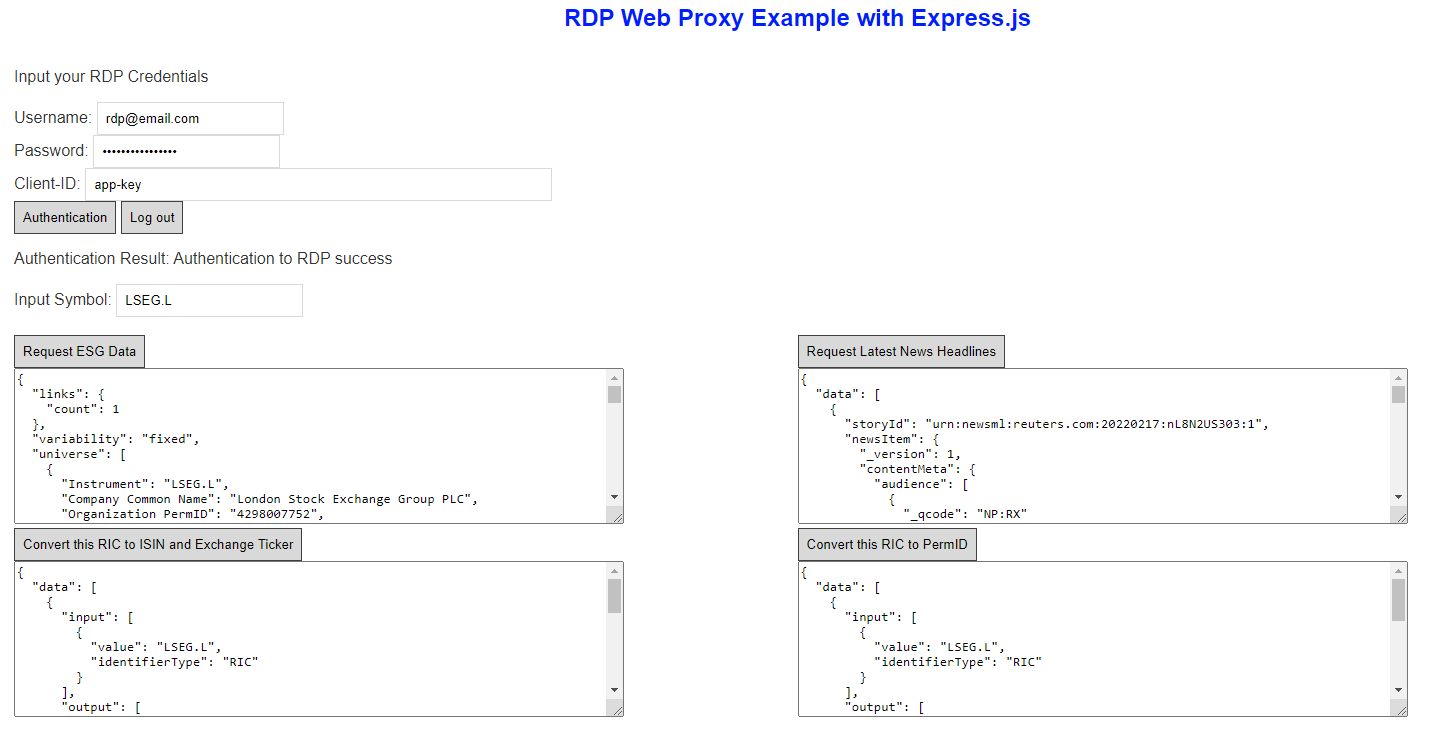 RDP Web Proxy Example with Express.js
Input your RDP Credentials
Username: rdp@email.com
Password: ••••••••••••••••
Client-ID: app-key
Authentication Log out
Authentication Result: Authentication to RDP success
Input Symbol: LSEG.L
Request ESG Data
{
  "links": {
    "count": 1
  },
  "variability": "fixed",
  "universe": [
    {
      "Instrument": "LSEG.L",
      "Company Common Name": "London Stock Exchange Group PLC",
      "Organization PermID": "4298007752",
Request Latest News Headlines
{
  "data": [
    {
      "storyId": "urn:newsml:reuters.com:20220217:nL8N2US303:1",
      "newsItem": {
        "_version": 1,
        "contentMeta": {
          "audience": [
            {
              "_qcode": "NP:RX"
Convert this RIC to ISIN and Exchange Ticker
{
  "data": [
    {
      "input": [
        {
          "value": "LSEG.L",
          "identifierType": "RIC"
        }
      ],
      "output": [
Convert this RIC to PermID
{
  "data": [
    {
      "input": [
        {
          "value": "LSEG.L",
          "identifierType": "RIC"
        }
      ],
      "output": [